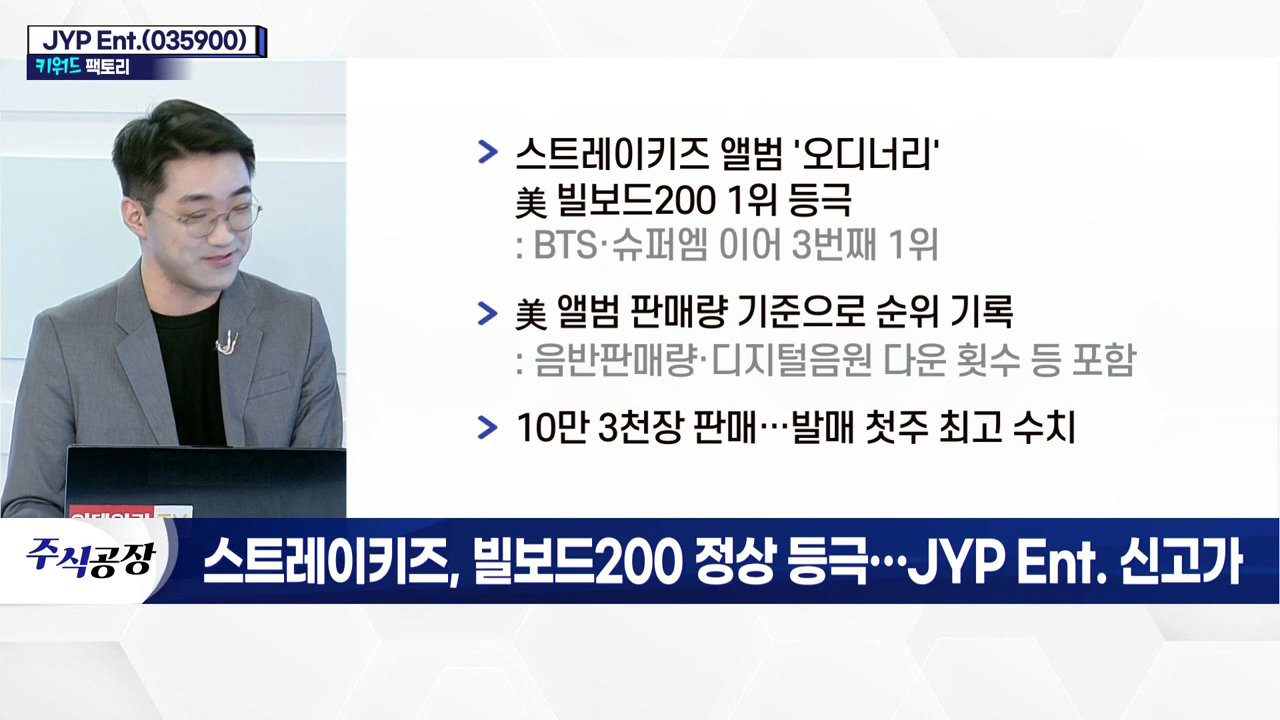 JYP Ent.(035900)
키워드 팩토리
> 스트레이키즈 앨범 '오디너리'
美 빌보드200 1위 등극
: BTS·슈퍼엠 이어 3번째 1위
> 美 앨범 판매량 기준으로 순위 기록
: 음반판매량·디지털음원 다운 횟수 등 포함
> 10만 3천장 판매…발매 첫주 최고 수치
주식공장
스트레이키즈, 빌보드200 정상 등극…JYP Ent. 신고가